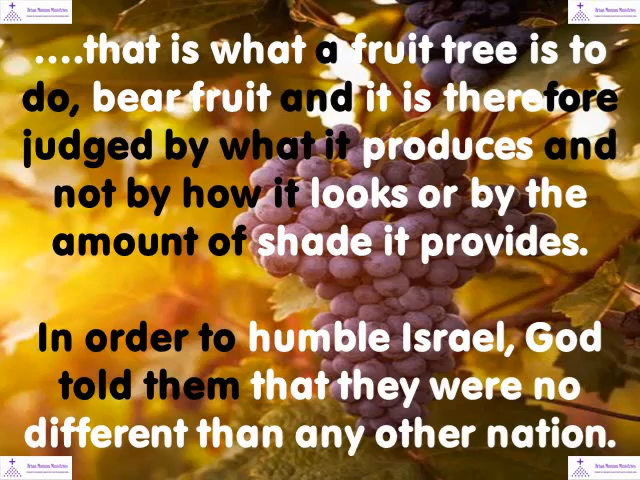 ....that is what a fruit tree is to
do, bear fruit and it is therefore
judged by what it produces and
not by how it looks or by the
amount of shade it provides.
In order to humble Israel, God
told them that they were no
different than any other nation.